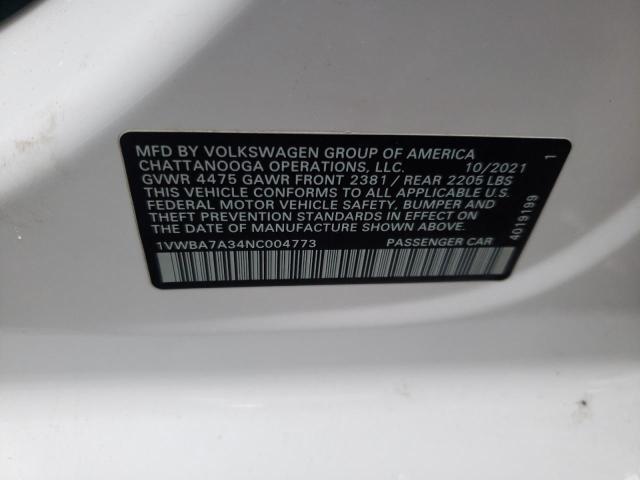 MFD BY VOLKSWAGEN GROUP OF AMERICA
CHATTANOOGA OPERATIONS, LLC. 10/2021
GVWR 4475 GAWR FRONT 2381 / REAR 2205 LBS
THIS VEHICLE CONFORMS TO ALL APPLICABLE U.S.
FEDERAL MOTOR VEHICLE SAFETY, BUMPER AND
THEFT PREVENTION STANDARDS IN EFFECT ON
THE DATE OF MANUFACTURE SHOWN ABOVE.
1VWBA7A34NC004773 PASSENGER CAR
4019199 1